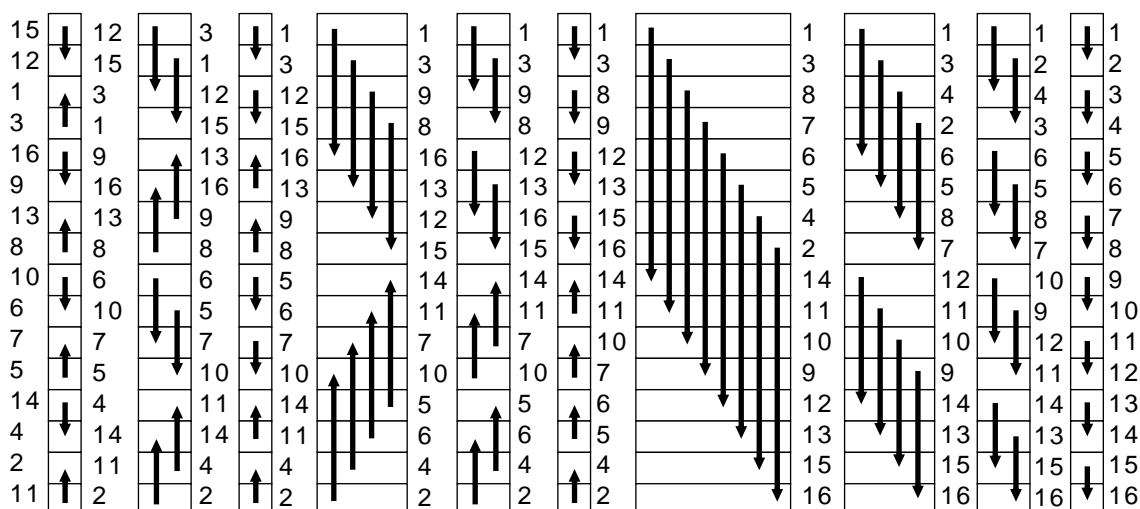 15 12 3 1 1 1 1 1 1 1 1
12 15 1 3 3 3 3 3 3 2 2
1 3 12 12 9 9 8 8 4 4 3
3 1 15 15 8 8 9 7 2 3 4
16 9 13 16 16 12 12 6 6 6 5
9 16 16 13 13 13 13 5 5 5 6
13 13 9 9 12 16 15 4 8 8 7
8 8 8 8 15 15 16 2 7 7 8
10 6 6 5 14 14 14 14 12 10 9
6 10 5 6 11 11 11 11 11 9 10
7 7 7 7 7 7 10 10 10 12 11
5 5 10 10 10 10 7 9 9 11 12
14 4 11 14 5 5 6 12 14 14 13
4 14 14 11 6 6 5 13 13 13 14
2 11 4 4 4 4 4 15 15 15 15
11 2 2 2 2 2 2 16 16 16 16